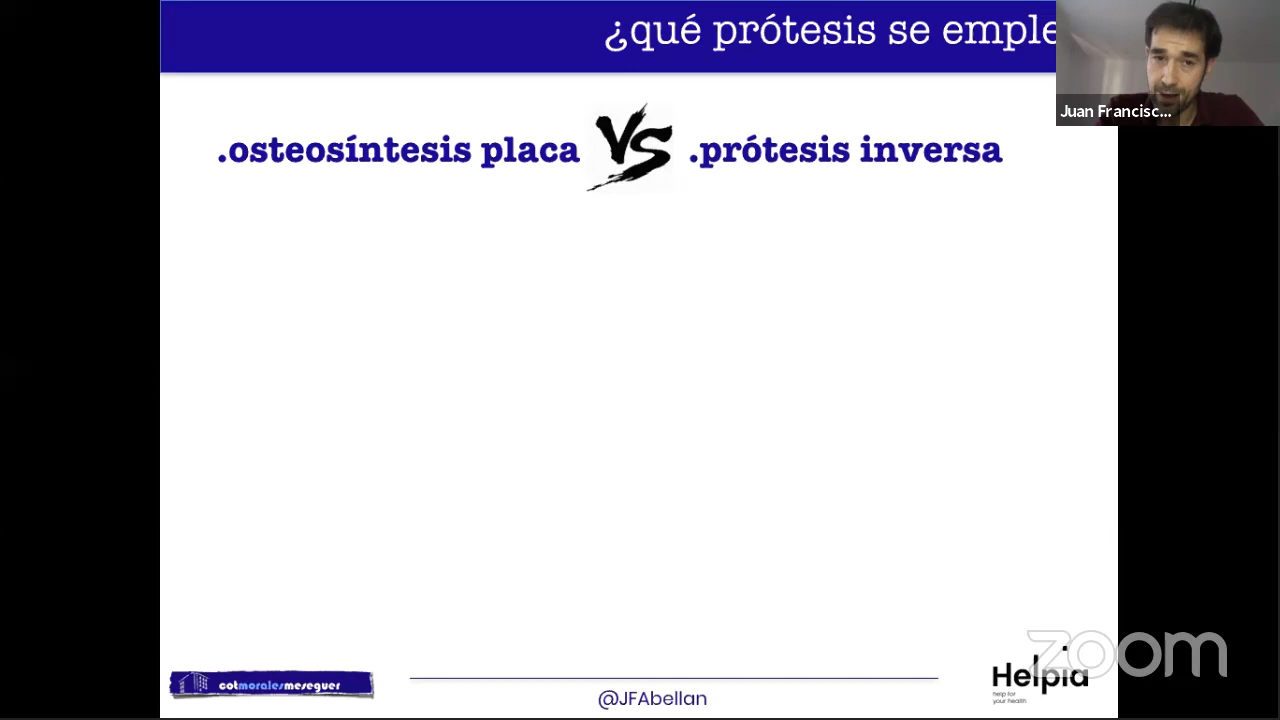 ¿qué prótesis se emple
Juan Francisc...
.osteosíntesis placa VS .prótesis inversa
cotmoralesmeseguer
@JFAbellan
Helpia
help for
your health
zoom